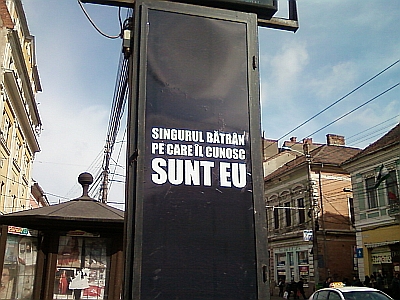 SINGURUL BĂTRÂN
PE CARE ÎL CUNOSC
SUNT EU